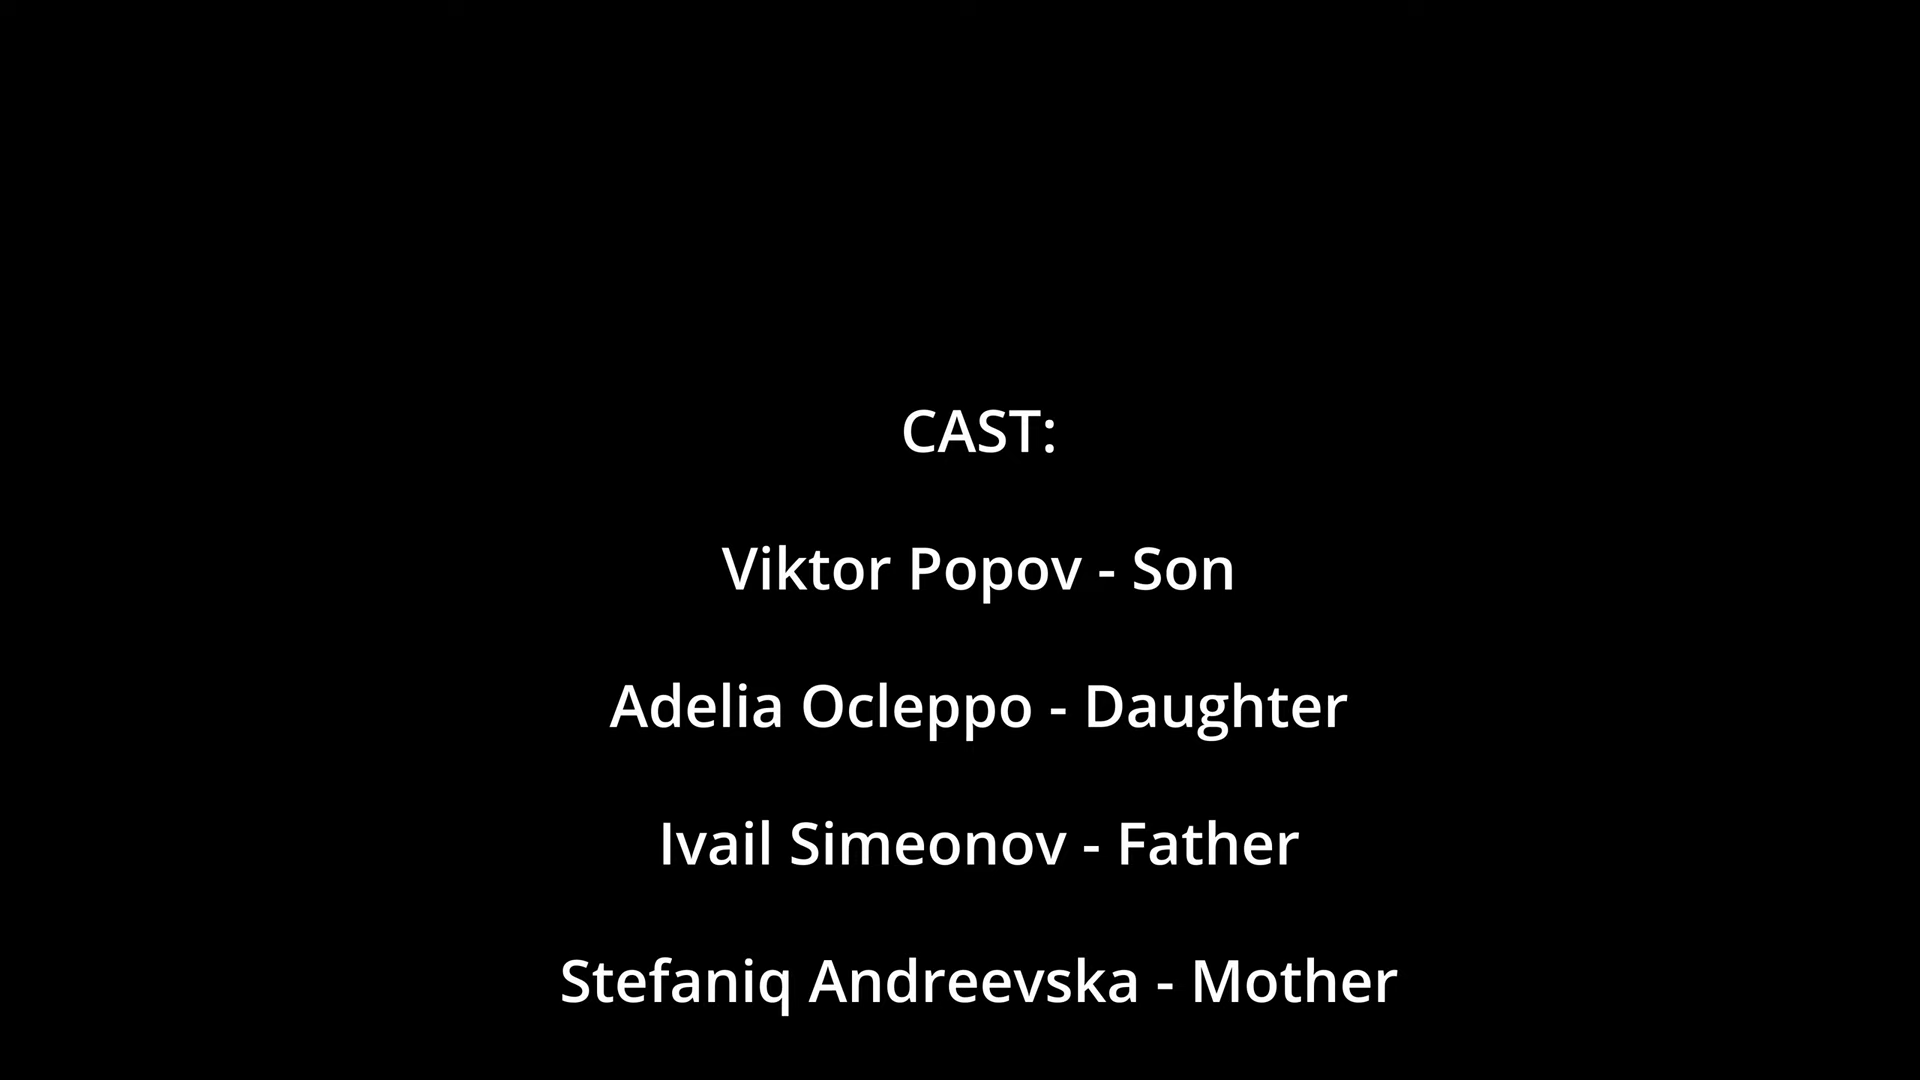 CAST:
Viktor Popov - Son
Adelia Ocleppo - Daughter
Ivail Simeonov - Father
Stefaniq Andreevska - Mother